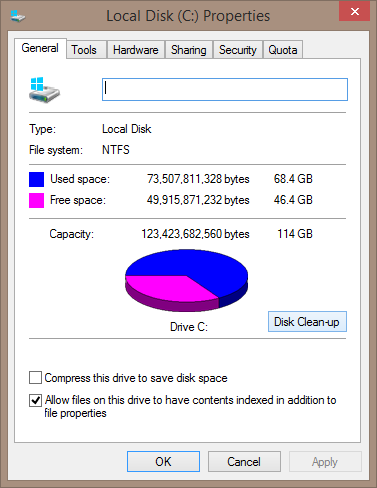 Local Disk (C:) Properties
General Tools Hardware Sharing Security Quota
Type: Local Disk
File system: NTFS
Used space: 73,507,811,328 bytes 68.4 GB
Free space: 49,915,871,232 bytes 46.4 GB
Capacity: 123,423,682,560 bytes 114 GB
Drive C:
Disk Clean-up
Compress this drive to save disk space
Allow files on this drive to have contents indexed in addition to
file properties
OK Cancel Apply